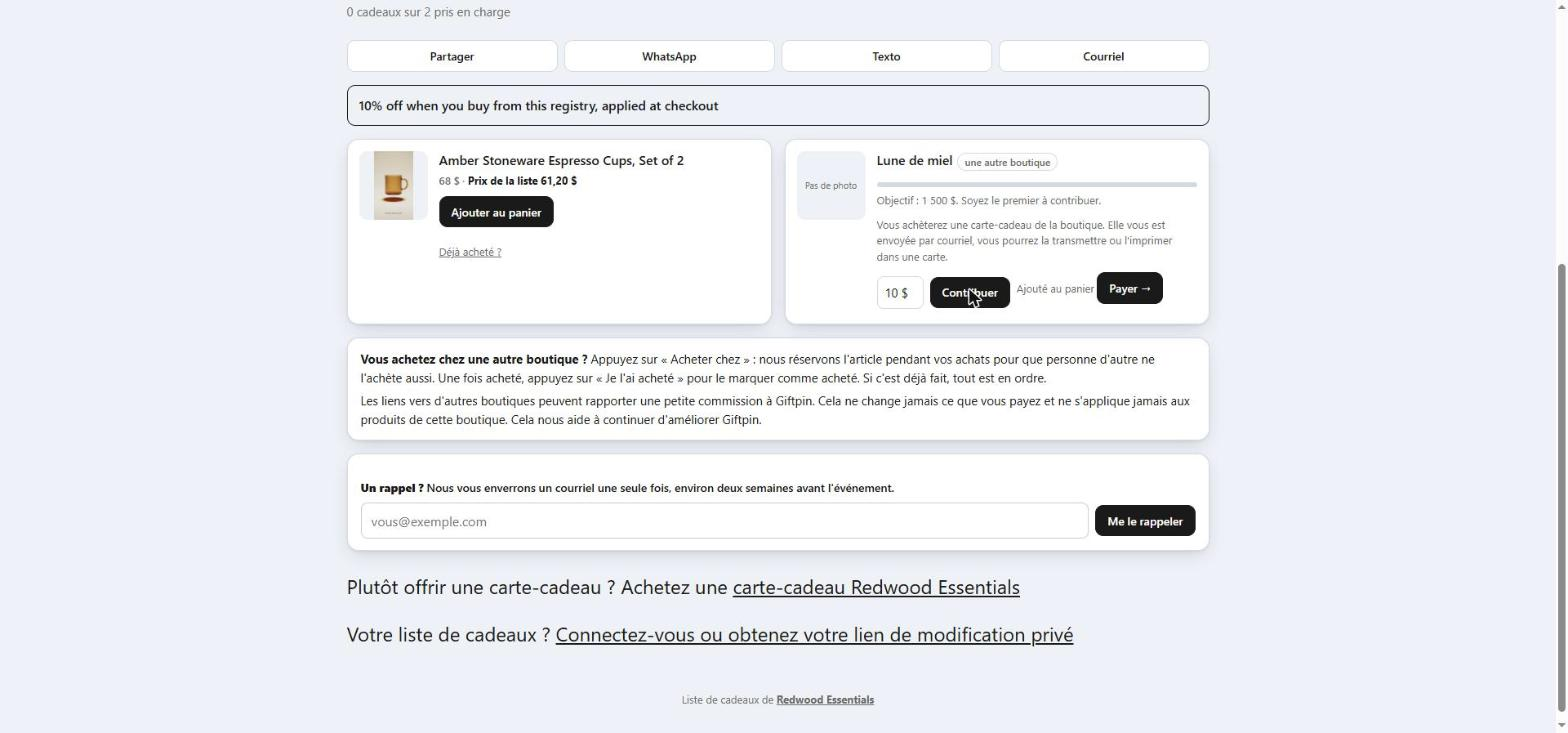 0 cadeaux sur 2 pris en charge
Partager
WhatsApp
Texto
Courriel
10% off when you buy from this registry, applied at checkout
Amber Stoneware Espresso Cups, Set of 2
68 $ · Prix de la liste 61,20 $
Ajouter au panier
Déjà acheté ?
Pas de photo
Lune de miel une autre boutique
Objectif : 1 500 $. Soyez le premier à contribuer.
Vous achèterez une carte-cadeau de la boutique. Elle vous est
envoyée par courriel, vous pourrez la transmettre ou l'imprimer
dans une carte.
10 $ Contribuer Ajouté au panier Payer →
Vous achetez chez une autre boutique ? Appuyez sur « Acheter chez » : nous réservons l'article pendant vos achats pour que personne d'autre ne
l'achète aussi. Une fois acheté, appuyez sur « Je l'ai acheté » pour le marquer comme acheté. Si c'est déjà fait, tout est en ordre.
Les liens vers d'autres boutiques peuvent rapporter une petite commission à Giftpin. Cela ne change jamais ce que vous payez et ne s'applique jamais aux
produits de cette boutique. Cela nous aide à continuer d'améliorer Giftpin.
Un rappel ? Nous vous enverrons un courriel une seule fois, environ deux semaines avant l'événement.
vous@exemple.com
Me le rappeler
Plutôt offrir une carte-cadeau ? Achetez une carte-cadeau Redwood Essentials
Votre liste de cadeaux ? Connectez-vous ou obtenez votre lien de modification privé
Liste de cadeaux de Redwood Essentials